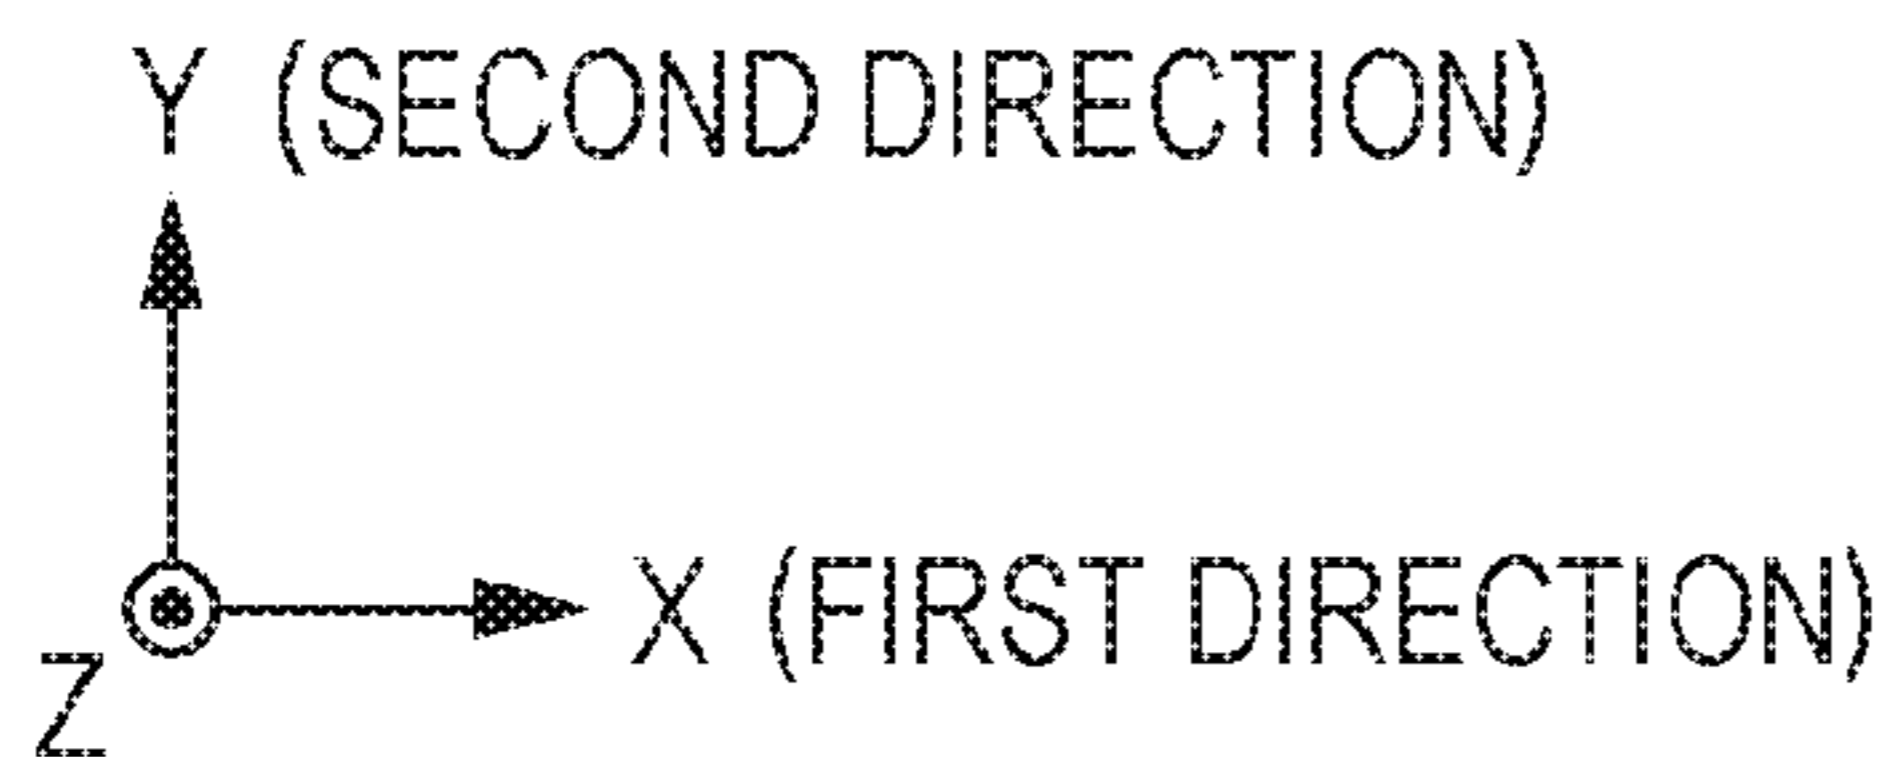 Y (SECOND DIRECTION)
X (FIRST DIRECTION)
Z